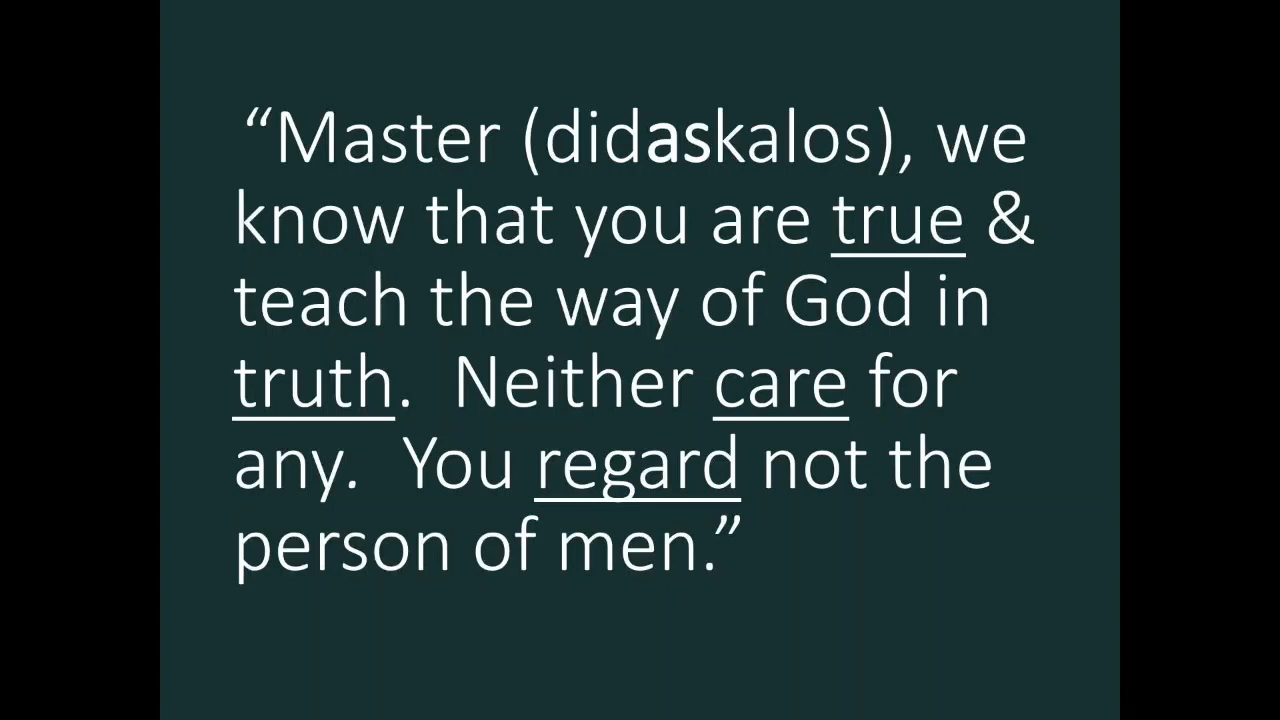 “Master (didaskalos), we
know that you are true &
teach the way of God in
truth.  Neither care for
any.  You regard not the
person of men.”